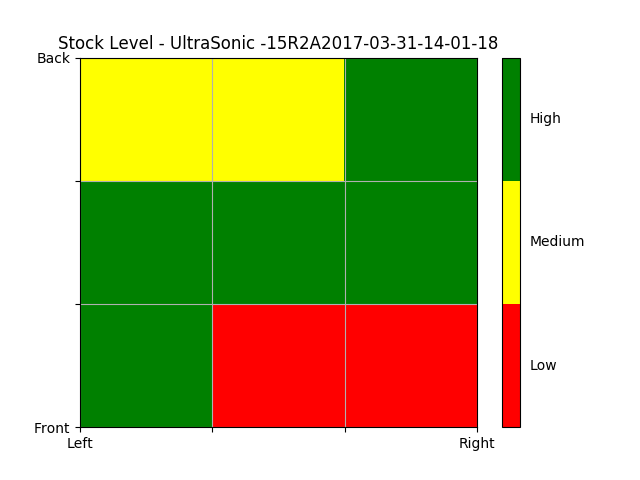 Stock Level - UltraSonic -15R2A2017-03-31-14-01-18
Back
High
Medium
Low
Front
Left
Right